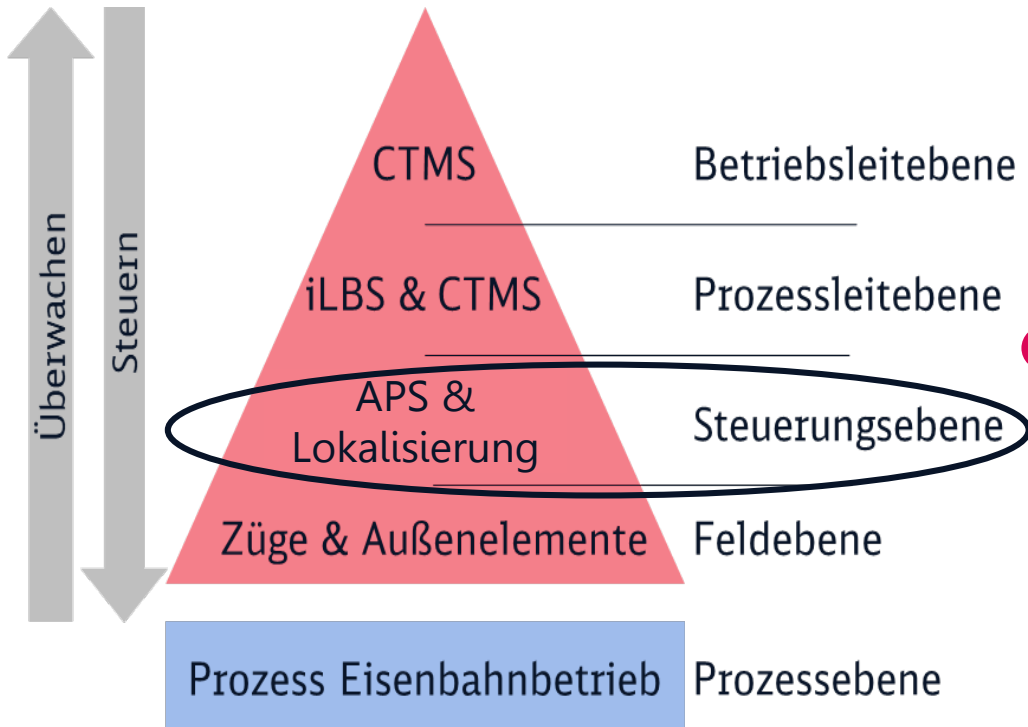 Überwachen
Steuern
CTMS
Betriebsleitebene
iLBS & CTMS
Prozessleitebene
APS &
Lokalisierung
Steuerungsebene
Züge & Außenelemente
Feldebene
Prozess Eisenbahnbetrieb
Prozessebene